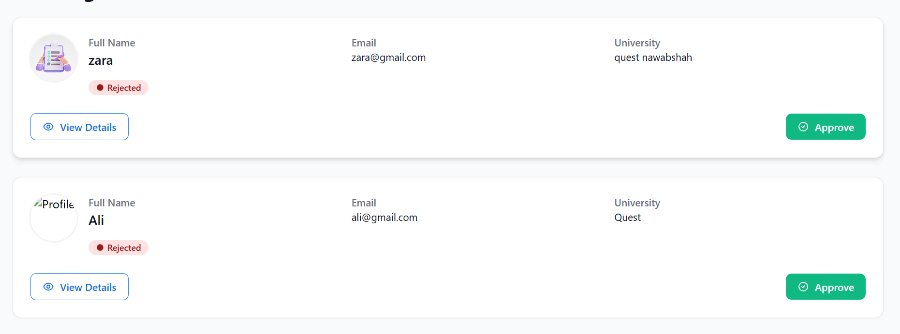 Full Name
zara
Rejected
Email
zara@gmail.com
University
quest nawabshah
View Details
Approve
Profile
Full Name
Ali
Rejected
Email
ali@gmail.com
University
Quest
View Details
Approve